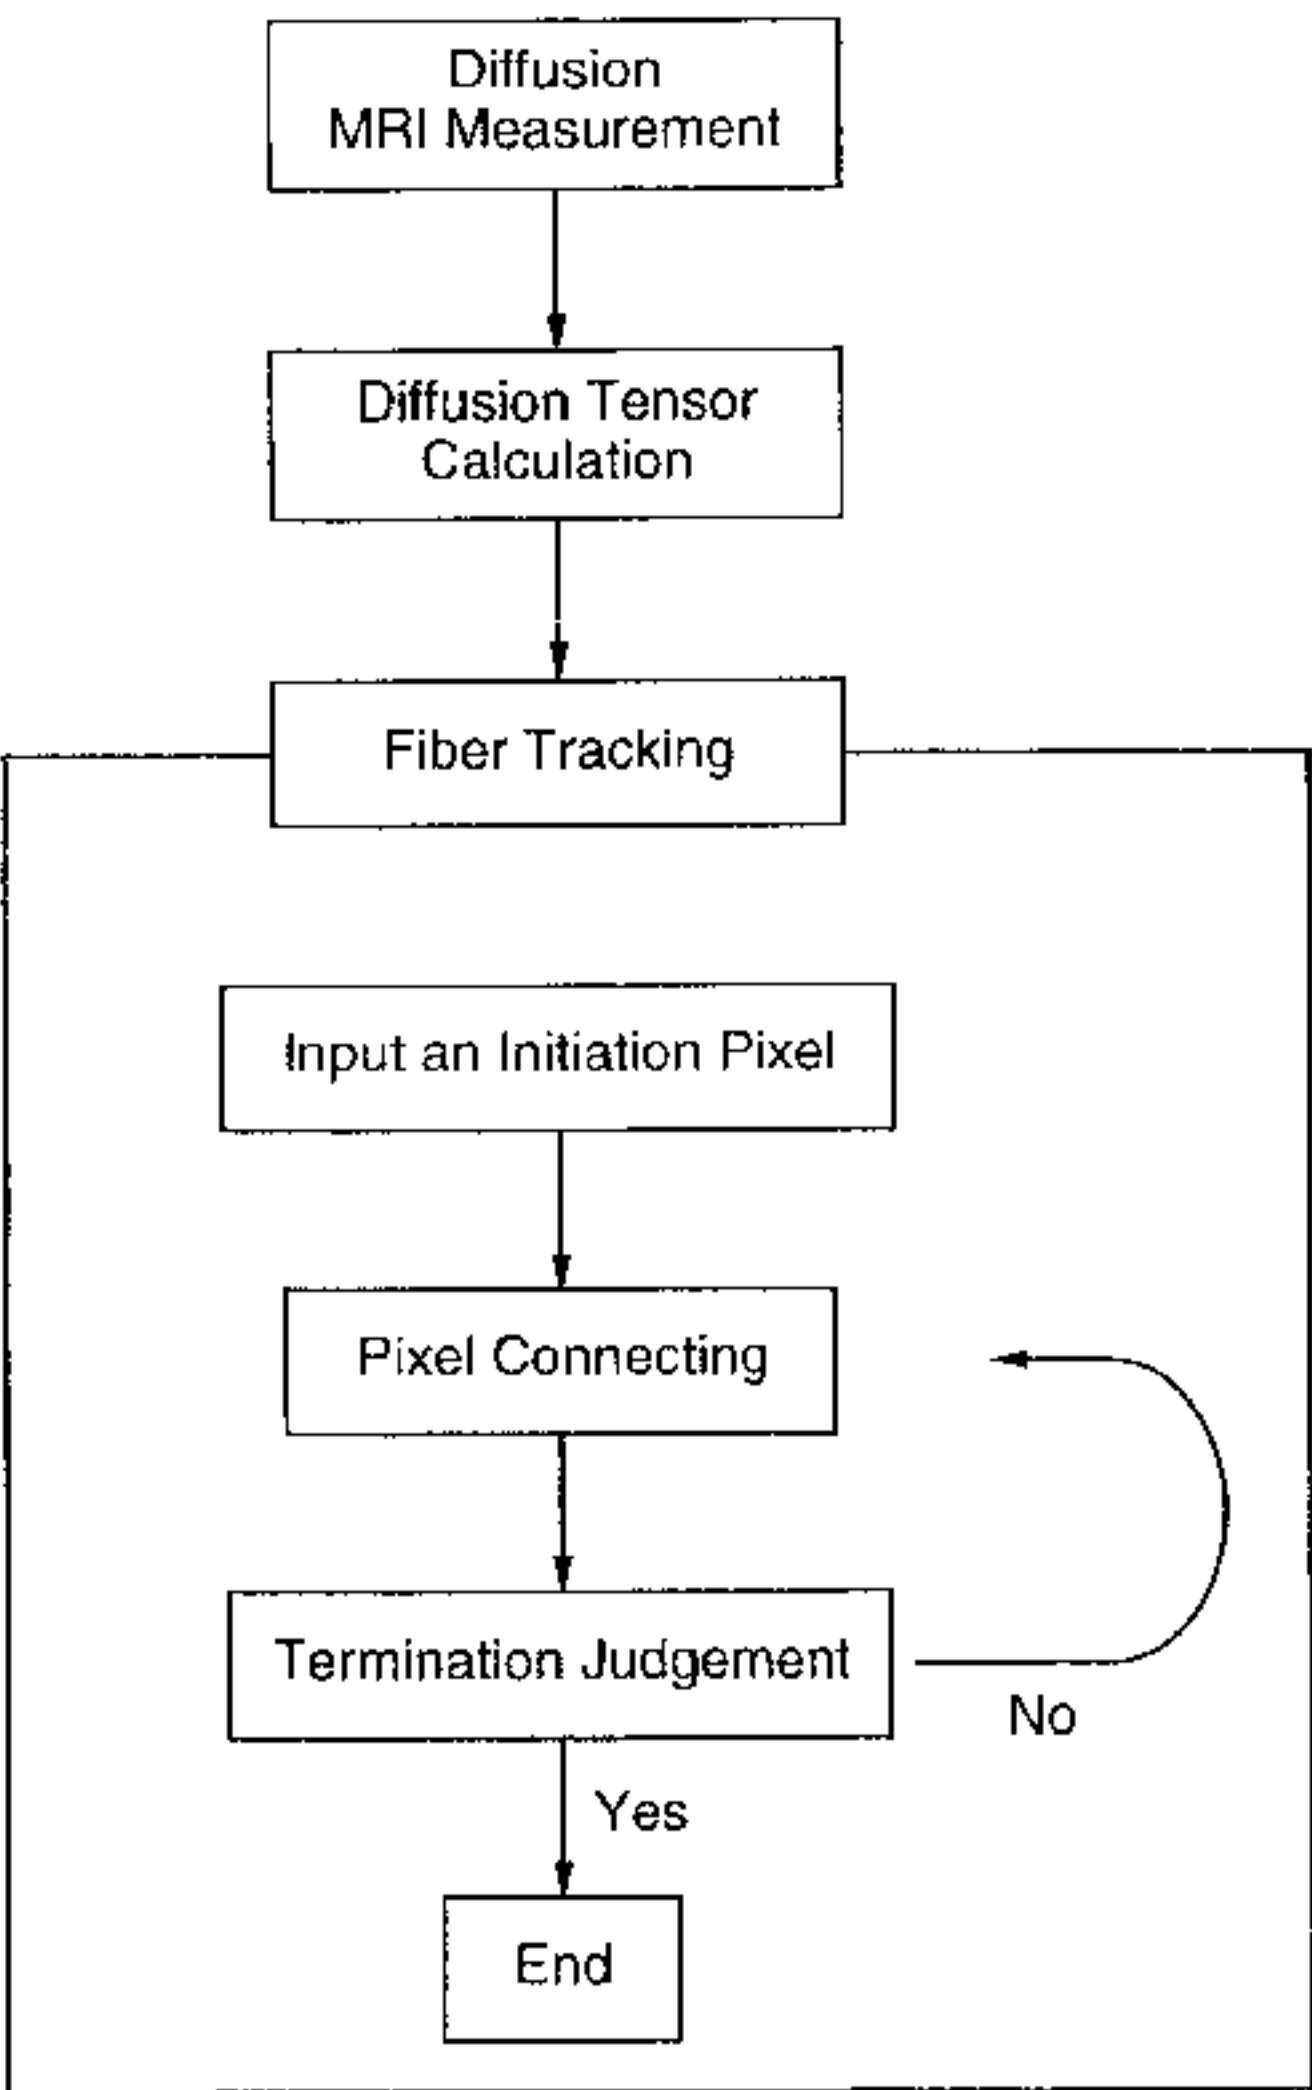 Diffusion
MRI Measurement
Diffusion Tensor
Calculation
Fiber Tracking
Input an Initiation Pixel
Pixel Connecting
Termination Judgement
No
Yes
End